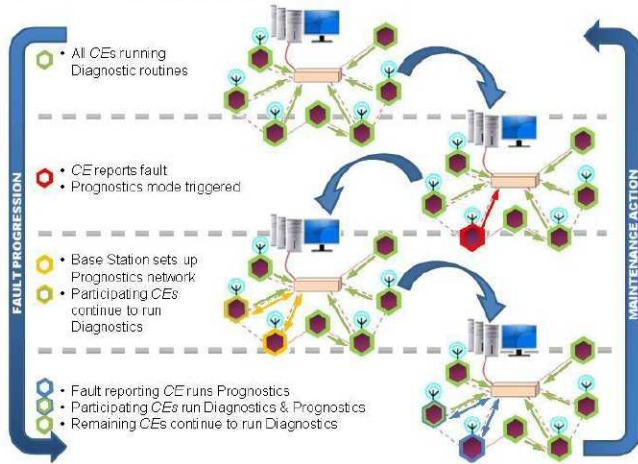 FAULT PROGRESSION
• All CEs running
Diagnostic routines
• CE reports fault
• Prognostics mode triggered
• Base Station sets up
Prognostics network
• Participating CEs
continue to run
Diagnostics
• Fault reporting CE runs Prognostics
• Participating CEs run Diagnostics & Prognostics
• Remaining CEs continue to run Diagnostics
MAINTENANCE ACTION